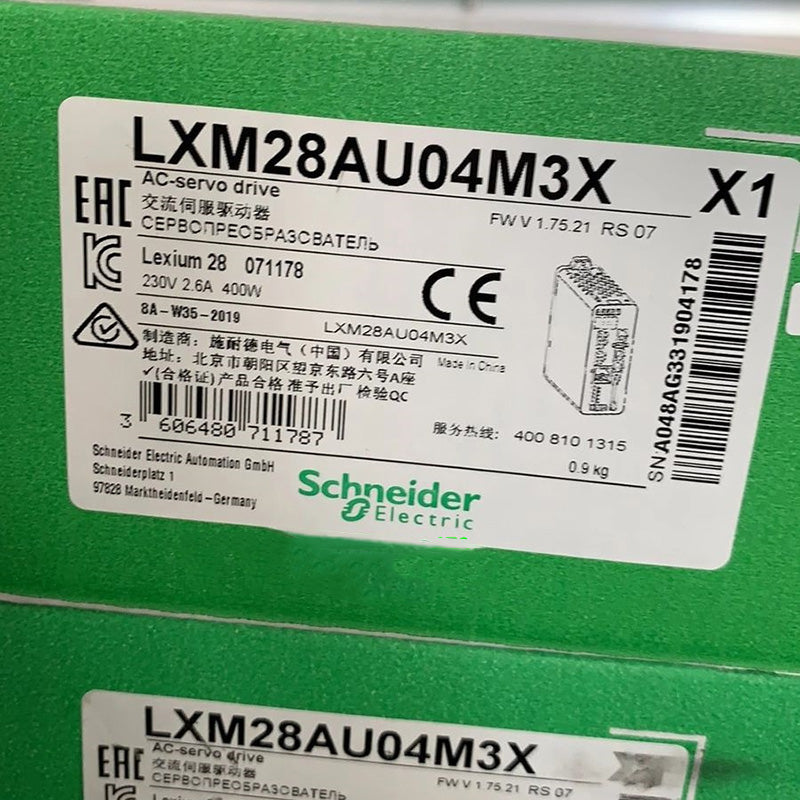 LXM28AU04M3X X1
AC-servo drive
交流伺服驱动器
СЕРВОПРЕОБРАЗОВАТЕЛЬ
FW V 1.75.21 RS 07
EAC
Lexium 28 071178
230V 2.6A 400W
CE
8A-W35-2019
LXM28AU04M3X
制造商：施耐德电气（中国）有限公司 Made in China
地址：北京市朝阳区望京东路六号A座
✓(合格证)产品合格 准予出厂 检验QC
3 606480 711787
服务热线: 400 810 1315
0.9 kg
SNA048AG331904178
Schneider Electric Automation GmbH
Schneiderplatz 1
97828 Marktheidenfeld-Germany
Schneider
Electric
LXM28AU04M3X
AC-servo drive
交流伺服驱动器
СЕРВОПРЕОБРАЗОВАТЕЛЬ
FW V 1.75.21 RS 07
EAC